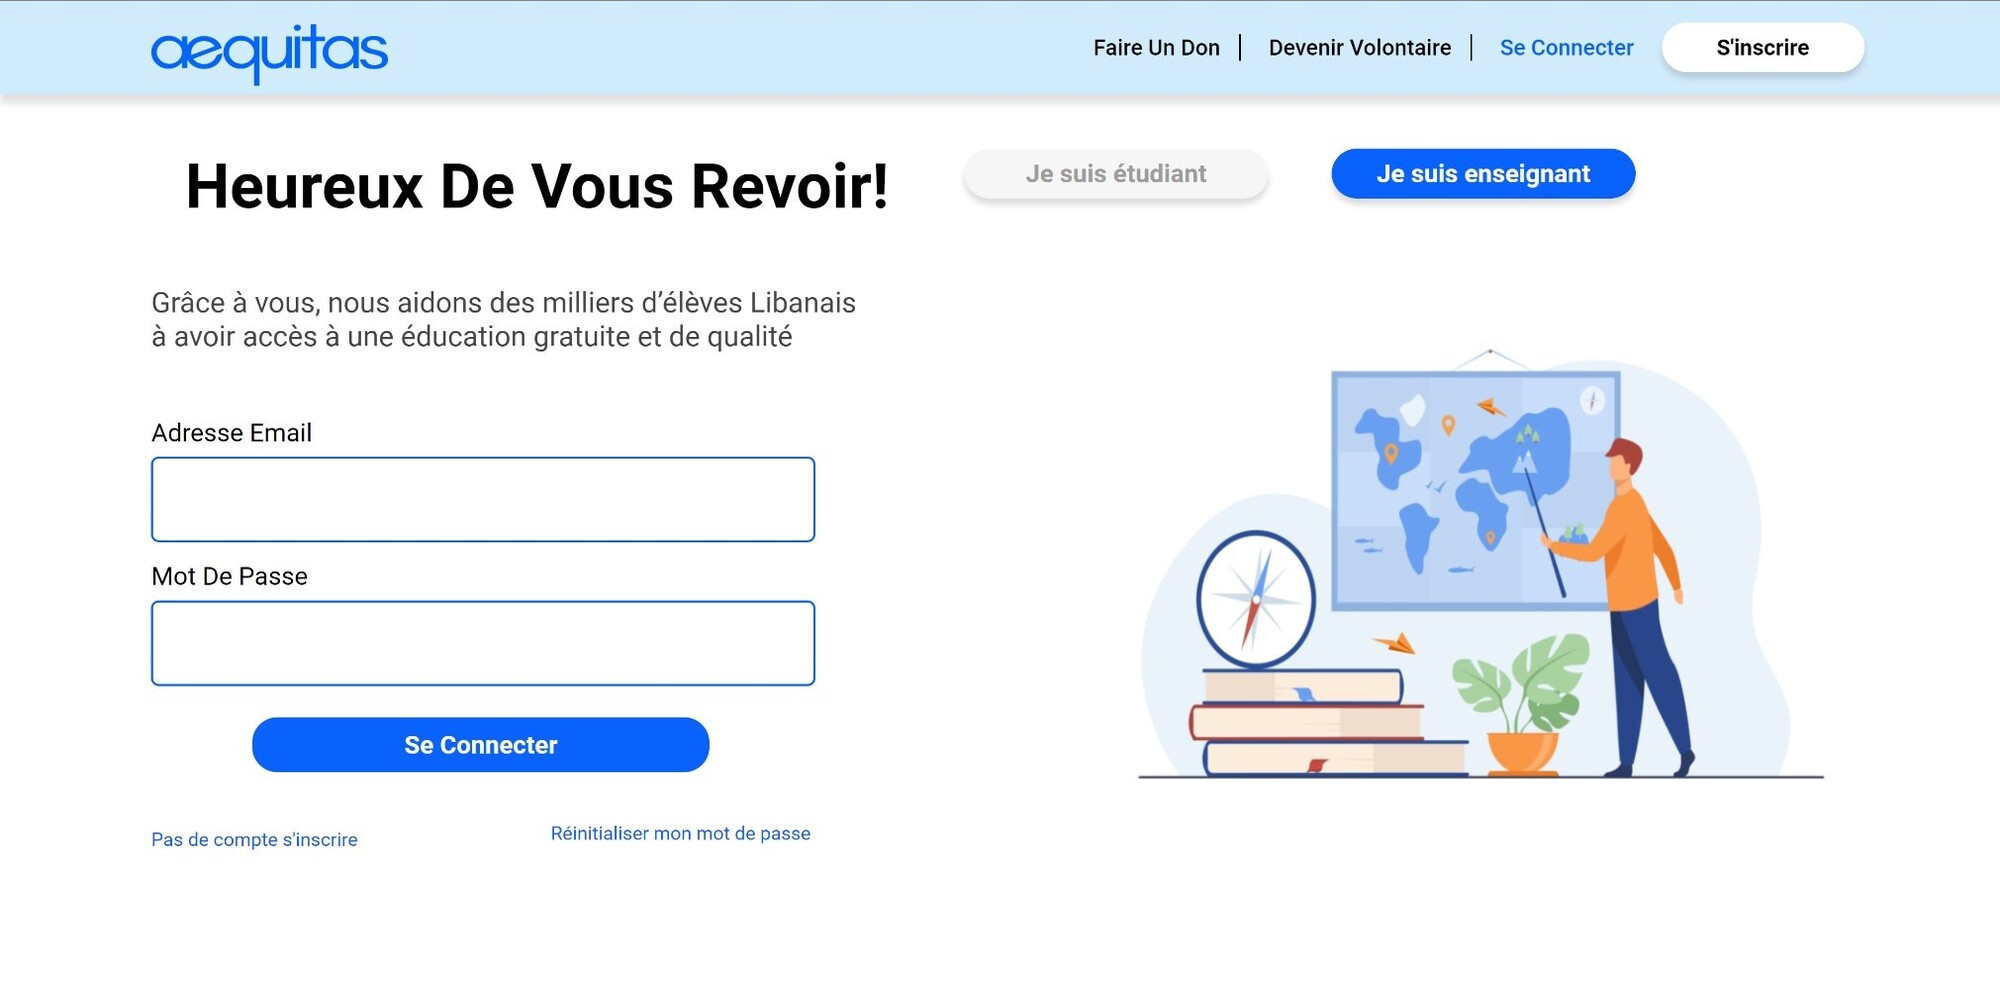 aequitas
Faire Un Don
Devenir Volontaire
Se Connecter
S'inscrire
Heureux De Vous Revoir!
Je suis étudiant
Je suis enseignant
Grâce à vous, nous aidons des milliers d’élèves Libanais
à avoir accès à une éducation gratuite et de qualité
Adresse Email
Mot De Passe
Se Connecter
Pas de compte s'inscrire
Réinitialiser mon mot de passe